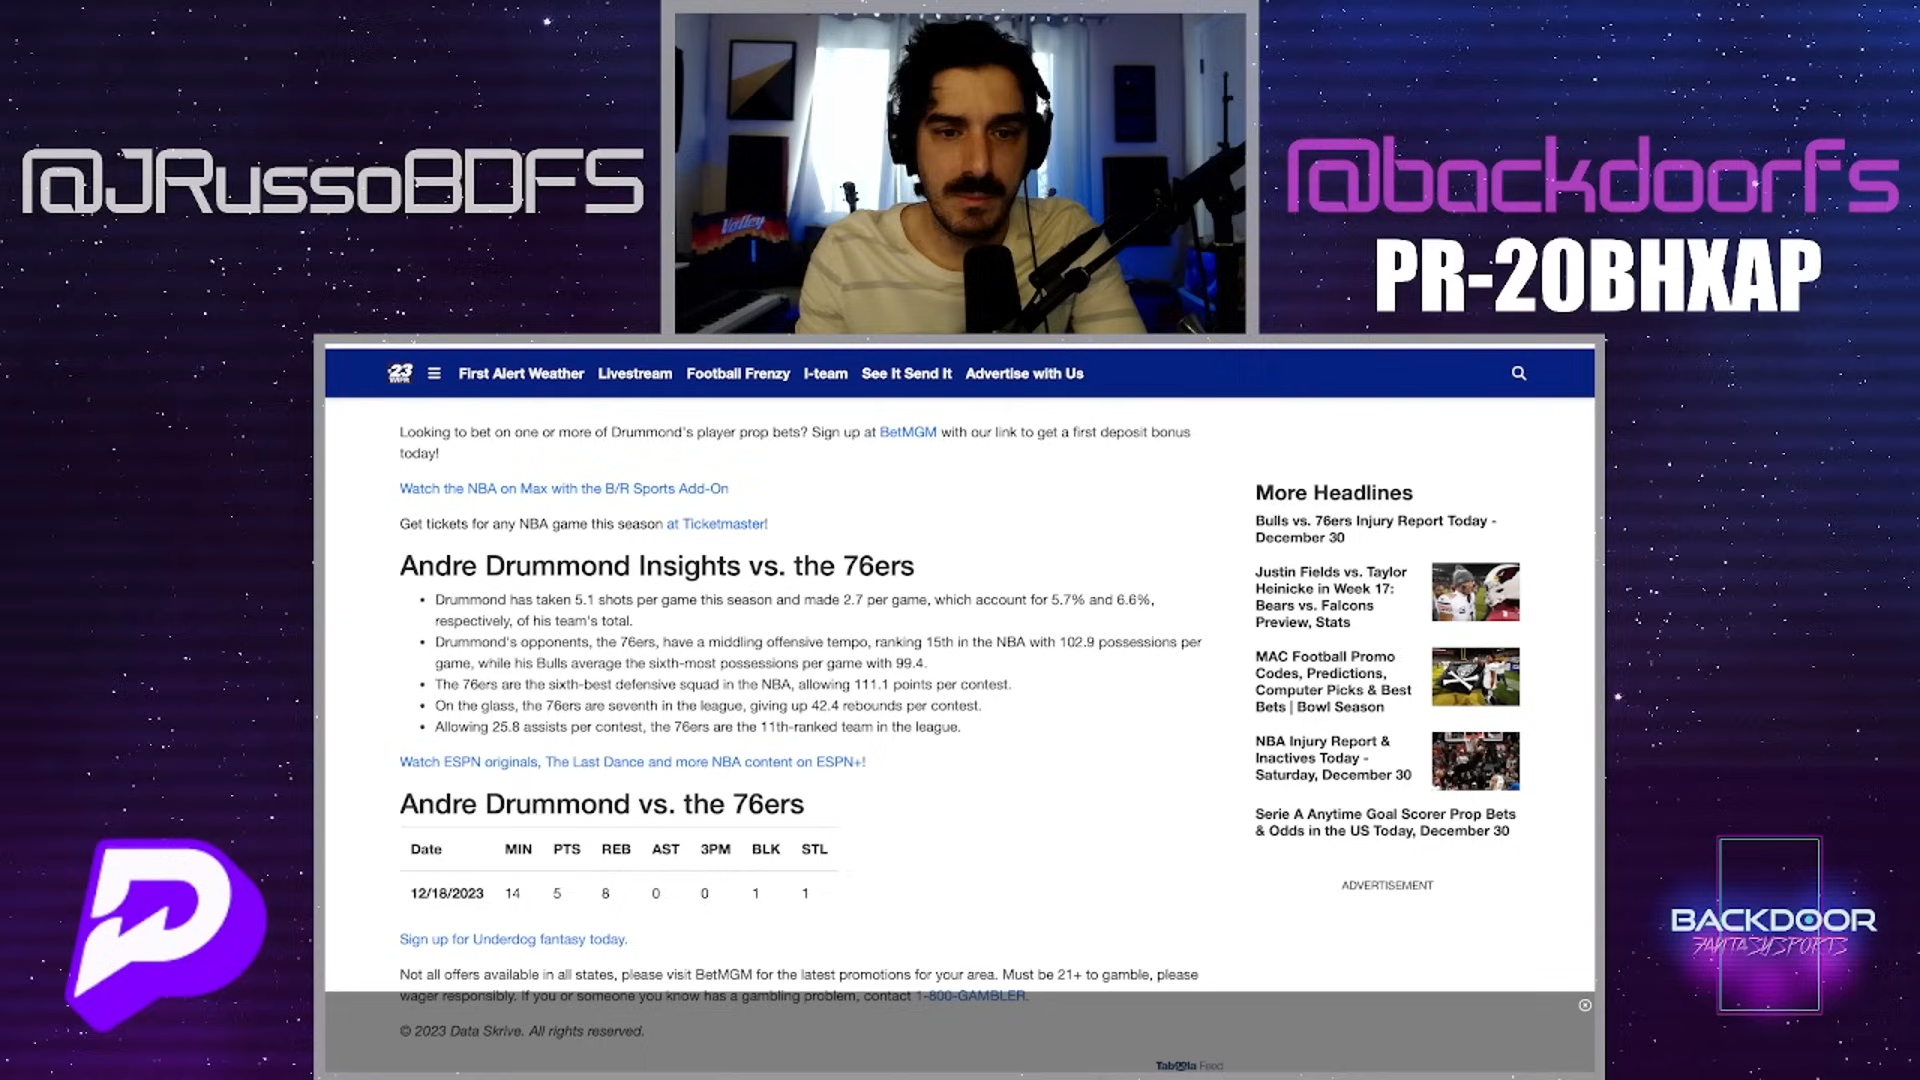 @JRussoBDFS
@backdoorfs
PR-20BHXAP
Volley
23
First Alert Weather Livestream Football Frenzy I-team See It Send It Advertise with Us
Looking to bet on one or more of Drummond's player prop bets? Sign up at BetMGM with our link to get a first deposit bonus
today!
Watch the NBA on Max with the B/R Sports Add-On
Get tickets for any NBA game this season at Ticketmaster!
Andre Drummond Insights vs. the 76ers
• Drummond has taken 5.1 shots per game this season and made 2.7 per game, which account for 5.7% and 6.6%,
respectively, of his team's total.
• Drummond's opponents, the 76ers, have a middling offensive tempo, ranking 15th in the NBA with 102.9 possessions per
game, while his Bulls average the sixth-most possessions per game with 99.4.
• The 76ers are the sixth-best defensive squad in the NBA, allowing 111.1 points per contest.
• On the glass, the 76ers are seventh in the league, giving up 42.4 rebounds per contest.
• Allowing 25.8 assists per contest, the 76ers are the 11th-ranked team in the league.
Watch ESPN originals, The Last Dance and more NBA content on ESPN+!
Andre Drummond vs. the 76ers
Date MIN PTS REB AST 3PM BLK STL
12/18/2023 14 5 8 0 0 1 1
Sign up for Underdog fantasy today.
Not all offers available in all states, please visit BetMGM for the latest promotions for your area. Must be 21+ to gamble, please
wager responsibly. If you or someone you know has a gambling problem, contact 1-800-GAMBLER.
© 2023 Data Skrive. All rights reserved.
Taboola Feed
More Headlines
Bulls vs. 76ers Injury Report Today -
December 30
Justin Fields vs. Taylor
Heinicke in Week 17:
Bears vs. Falcons
Preview, Stats
MAC Football Promo
Codes, Predictions,
Computer Picks & Best
Bets | Bowl Season
NBA Injury Report &
Inactives Today -
Saturday, December 30
Serie A Anytime Goal Scorer Prop Bets
& Odds in the US Today, December 30
ADVERTISEMENT
BACKDOOR
FANTASY SPORTS